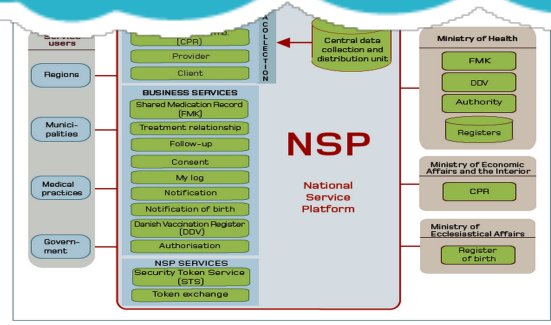 Service
users
Regions
Munici-
palities
Medical
practices
Govern-
ment
(CPR)
Provider
Client
BUSINESS SERVICES
Shared Medication Record
(FMK)
Treatment relationship
Follow-up
Consent
My log
Notification
Notification of birth
Danish Vaccination Register
(DDV)
Authorisation
NSP SERVICES
Security Token Service
(STS)
Token exchange
COLLECTION
Central data
collection and
distribution unit
NSP
National
Service
Platform
Ministry of Health
FMK
DDV
Authority
Registers
Ministry of Economic
Affairs and the Interior
CPR
Ministry of
Ecclesiastical Affairs
Register
of birth